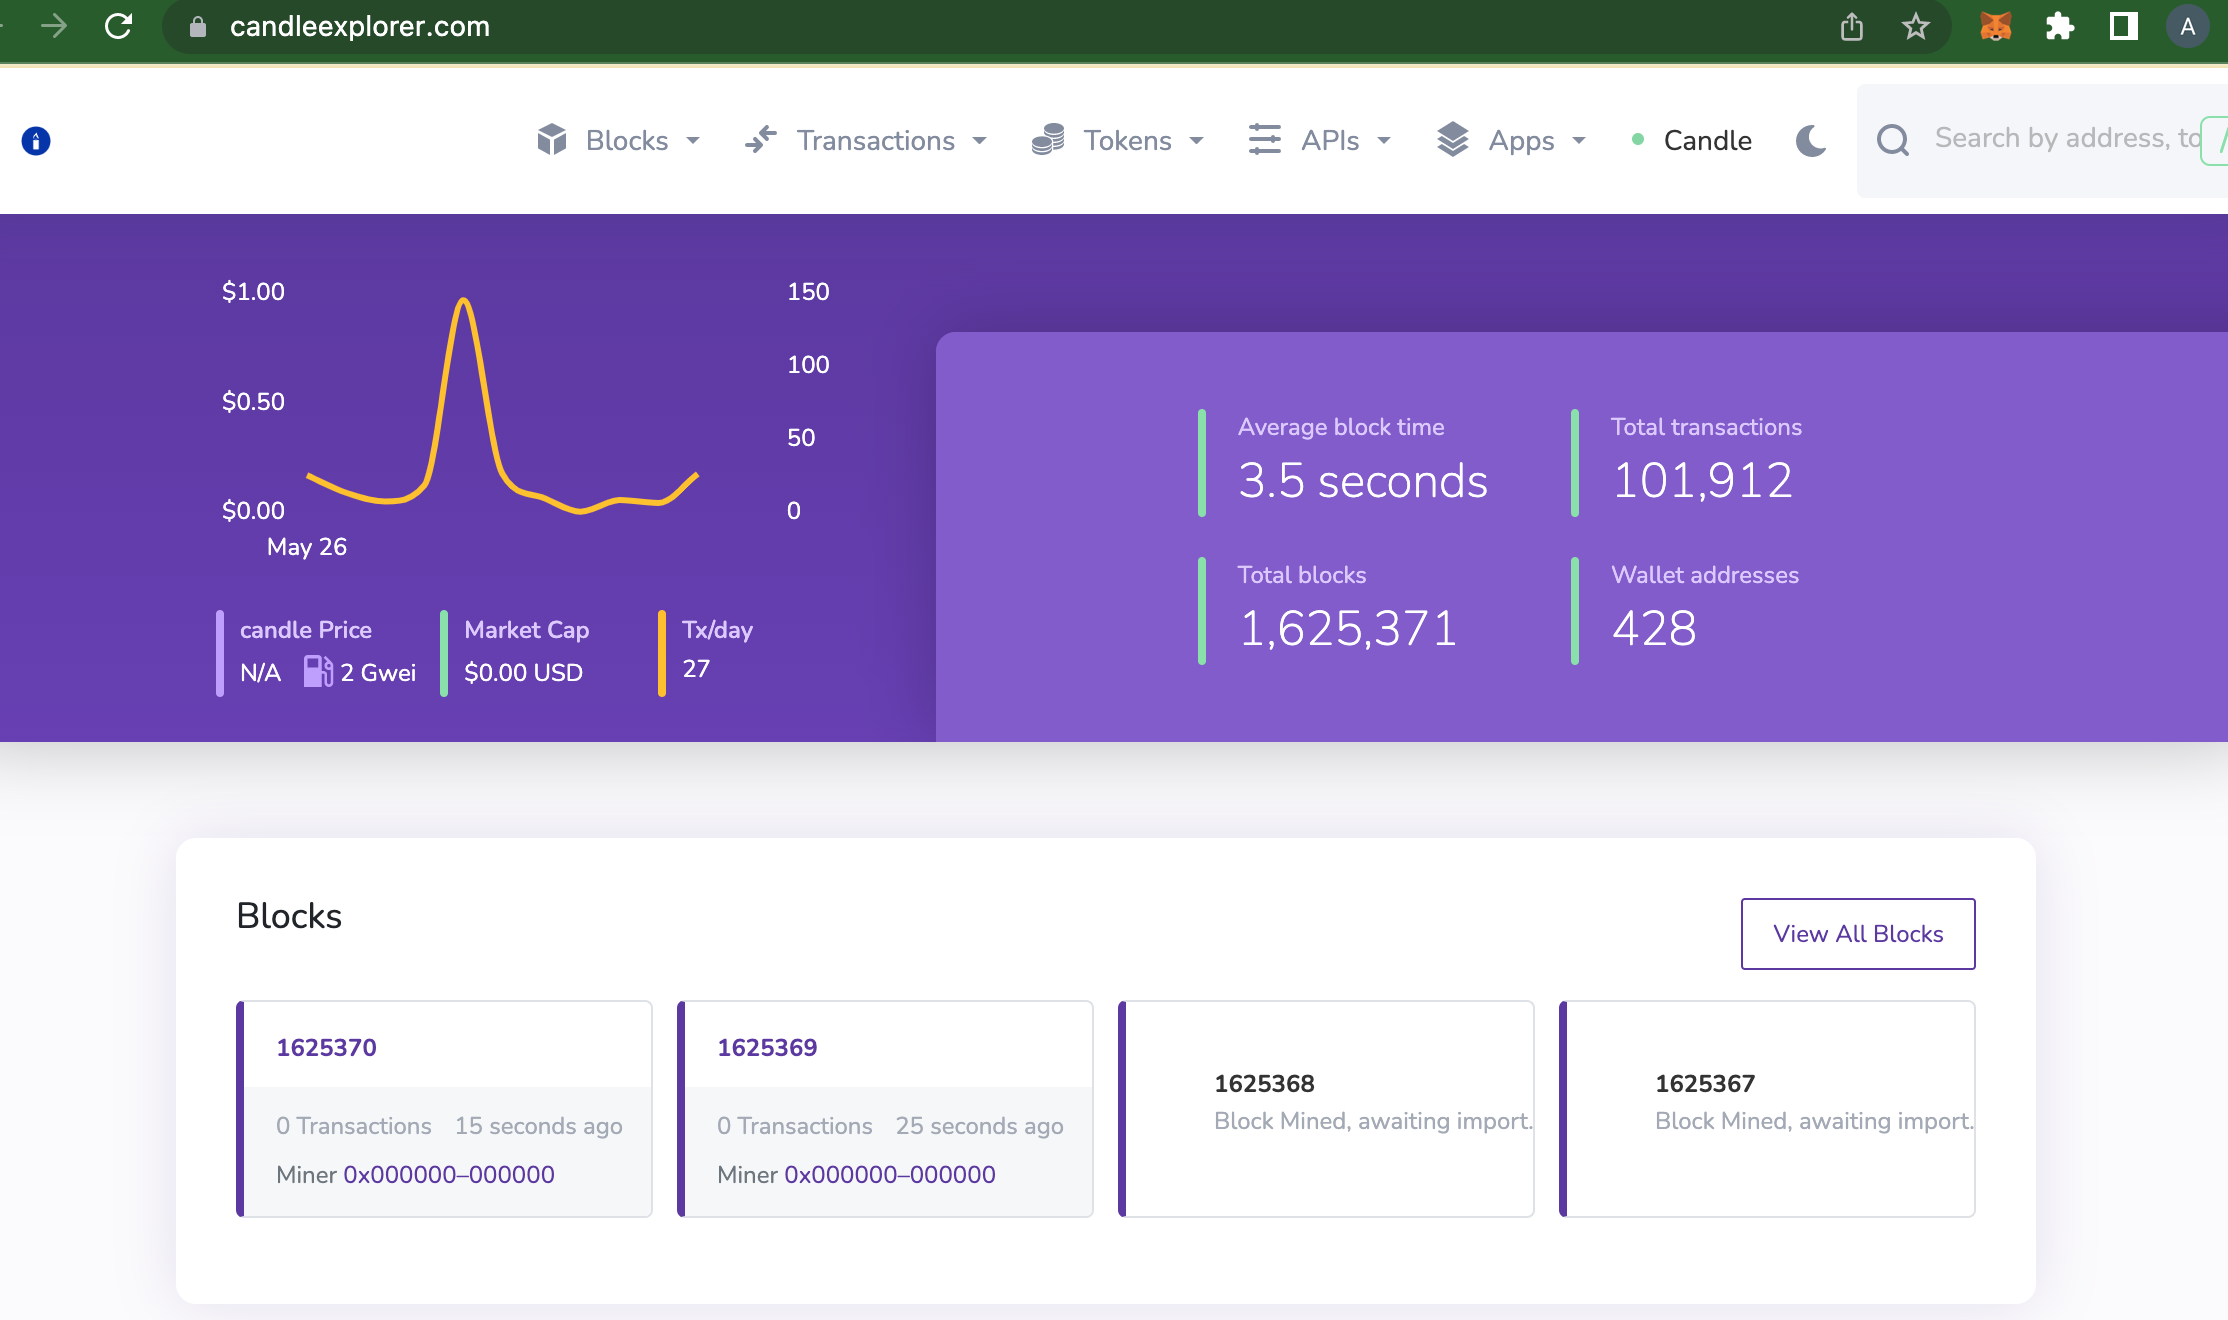 candleexplorer.com
A
Blocks
Transactions
Tokens
APIs
Apps
Candle
Search by address, to
/
$1.00
$0.50
$0.00
150
100
50
0
May 26
candle Price
N/A 2 Gwei
Market Cap
$0.00 USD
Tx/day
27
Average block time
3.5 seconds
Total transactions
101,912
Total blocks
1,625,371
Wallet addresses
428
Blocks
View All Blocks
1625370
0 Transactions 15 seconds ago
Miner 0x000000–000000
1625369
0 Transactions 25 seconds ago
Miner 0x000000–000000
1625368
Block Mined, awaiting import.
1625367
Block Mined, awaiting import.